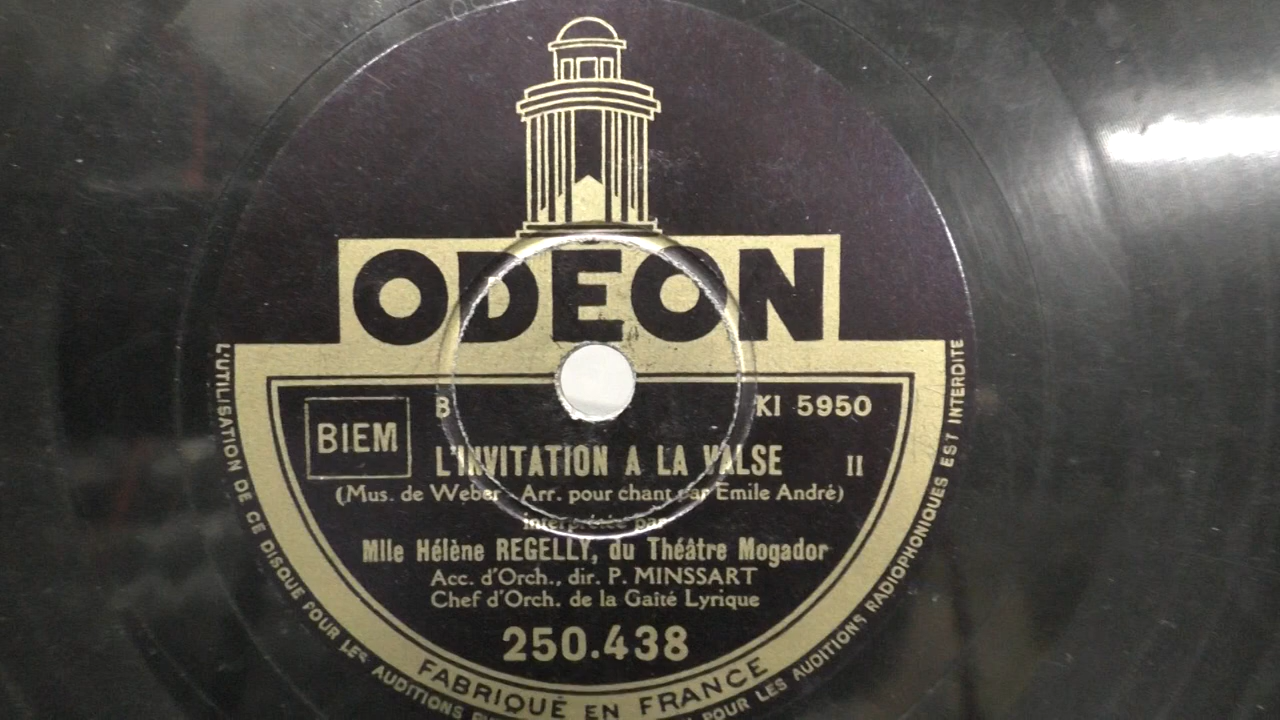 ODEON
BIEM
B
KI 5950
L'INVITATION A LA VALSE II
(Mus. de Weber - Arr. pour chant par Emile André)
interprétée par
Mlle Hélène REGELLY, du Théâtre Mogador
Acc. d'Orch., dir. P. MINSSART
Chef d'Orch. de la Gaîté Lyrique
250.438
FABRIQUÉ EN FRANCE
L'UTILISATION DE CE DISQUE POUR LES AUDITIONS
POUR LES AUDITIONS RADIOPHONIQUES EST INTERDITE